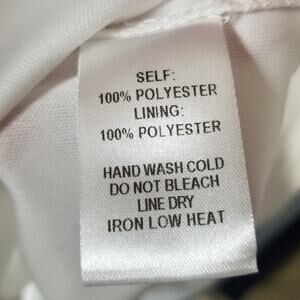 SELF:
100% POLYESTER
LINING:
100% POLYESTER
HAND WASH COLD
DO NOT BLEACH
LINE DRY
IRON LOW HEAT